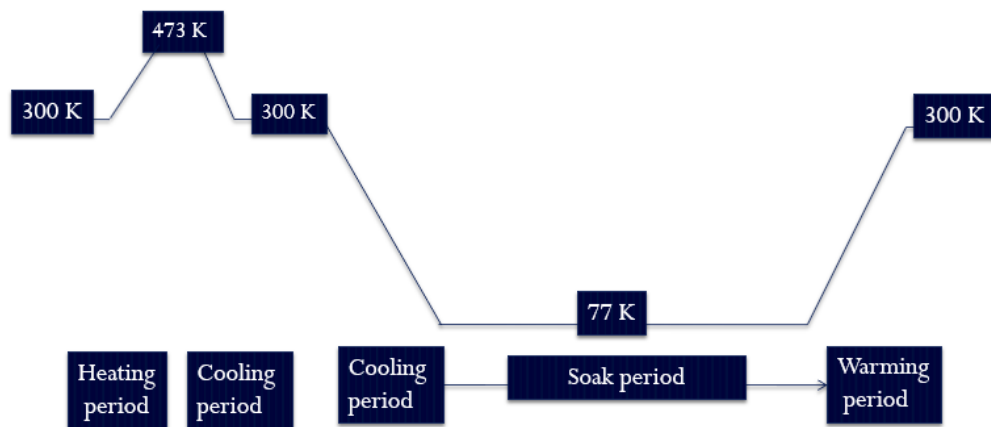 473 K
300 K
300 K
300 K
77 K
Heating
period
Cooling
period
Cooling
period
Soak period
Warming
period